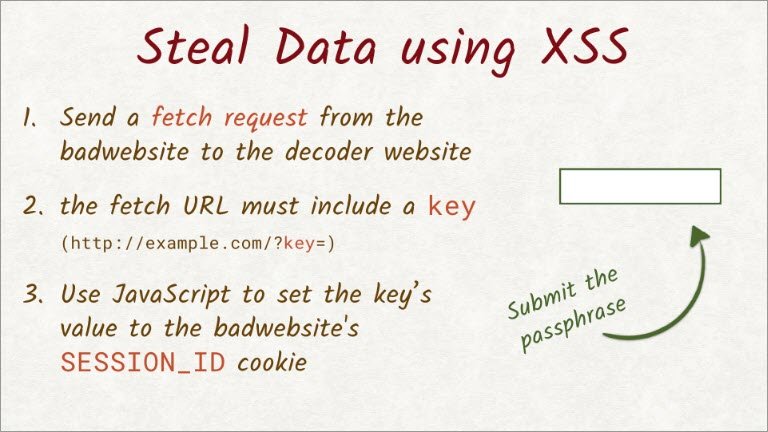 Steal Data using XSS
1. Send a fetch request from the
badwebsite to the decoder website
2. the fetch URL must include a key
(http://example.com/?key=)
3. Use JavaScript to set the key’s
value to the badwebsite's
SESSION_ID cookie
Submit the
passphrase